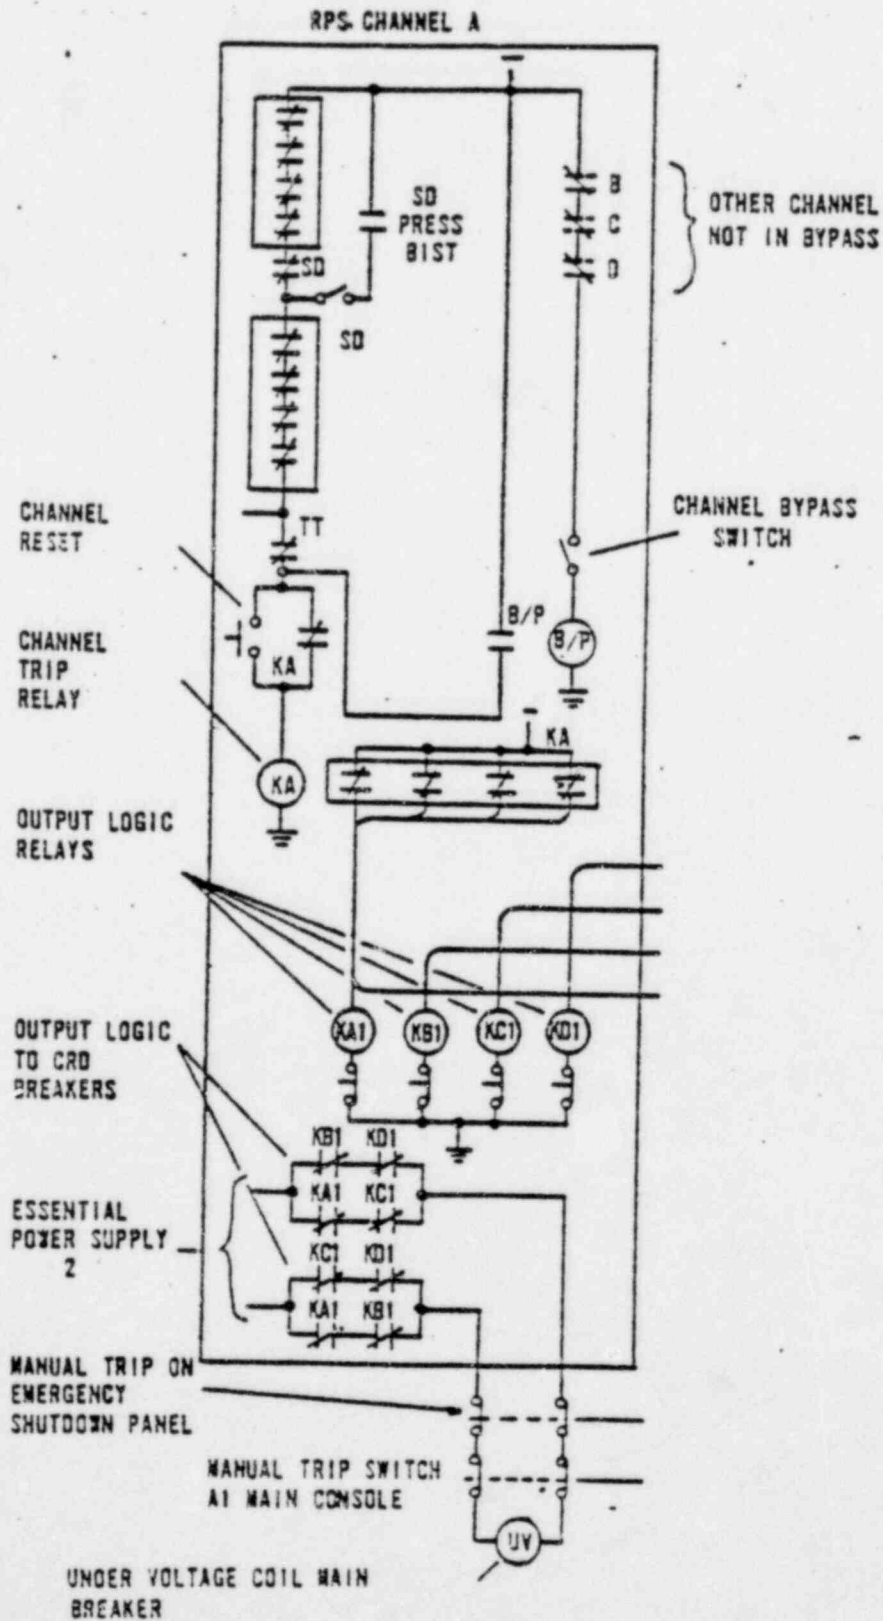 RPS CHANNEL A
SD
PRESS
BIST
B
C
D
OTHER CHANNEL
NOT IN BYPASS
SD
SD
CHANNEL
RESET
TT
CHANNEL BYPASS
SWITCH
B/P
B/P
CHANNEL
TRIP
RELAY
KA
KA
KA
OUTPUT LOGIC
RELAYS
KA1
KB1
KC1
KD1
OUTPUT LOGIC
TO CRD
BREAKERS
KB1 KD1
KA1 KC1
ESSENTIAL
POWER SUPPLY
2
KC1 KD1
KA1 KB1
MANUAL TRIP ON
EMERGENCY
SHUTDOWN PANEL
MANUAL TRIP SWITCH
A1 MAIN CONSOLE
UV
UNDER VOLTAGE COIL MAIN
BREAKER